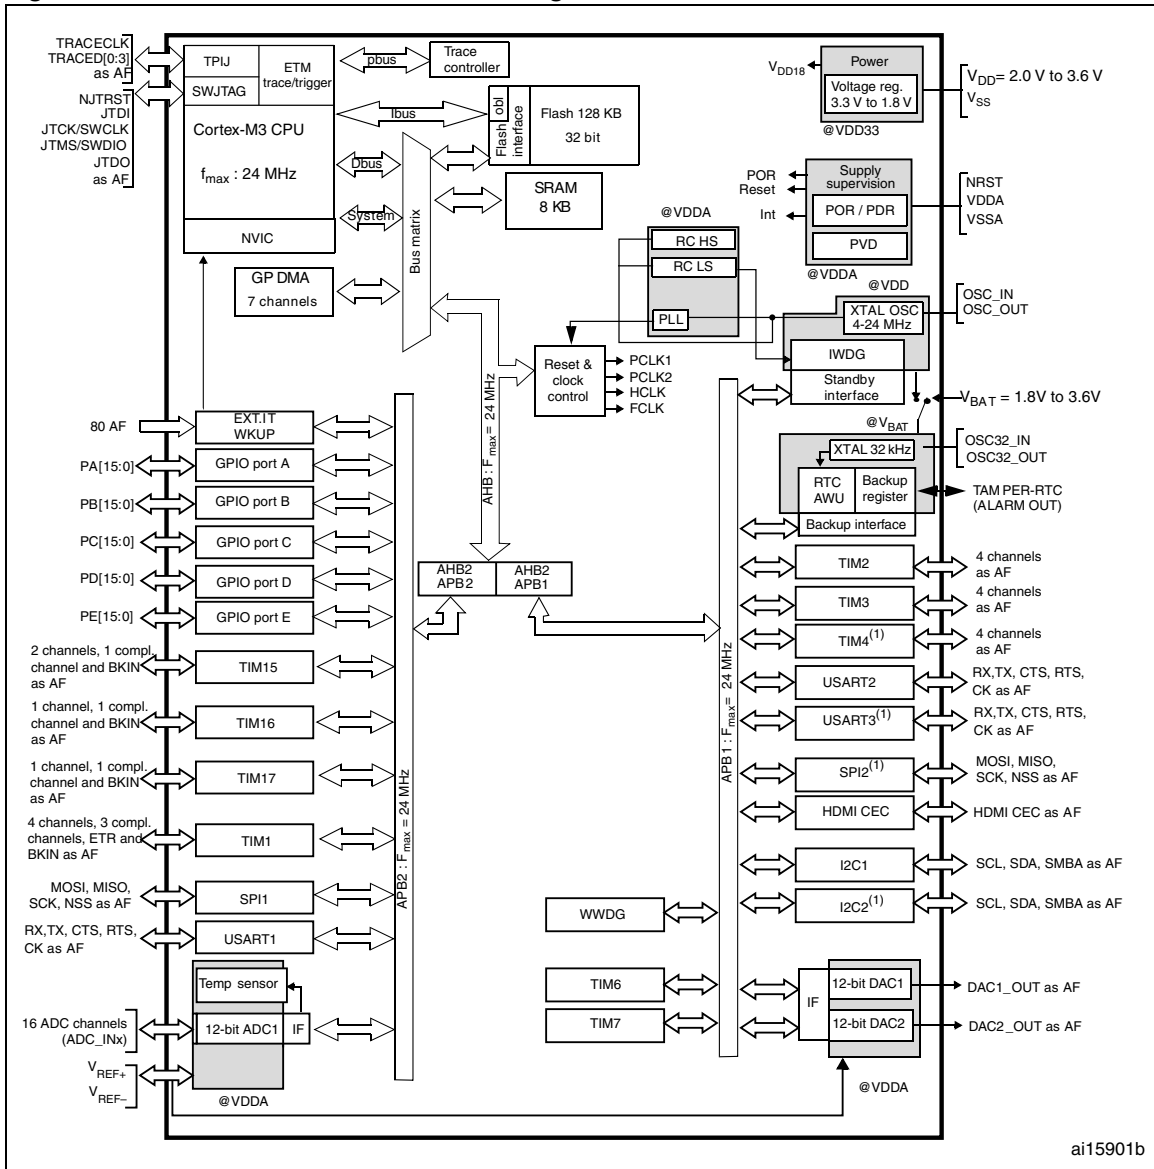 TRACECLK
TRACED[0:3]
as AF
TPIJ
SWJTAG
ETM
trace/trigger
pbus
Trace
controller
NJTRST
JTDI
JTCK/SWCLK
JTMS/SWDIO
JTDO
as AF
Cortex-M3 CPU
fmax : 24 MHz
NVIC
Ibus
Dbus
System
Bus matrix
obl
Flash
interface
Flash 128 KB
32 bit
SRAM
8 KB
GP DMA
7 channels
VDD18
Power
Voltage reg.
3.3 V to 1.8 V
@VDD33
VDD= 2.0 V to 3.6 V
VSS
POR
Reset
Int
Supply
supervision
POR / PDR
PVD
@VDDA
NRST
VDDA
VSSA
@VDDA
RC HS
RC LS
PLL
@VDD
XTAL OSC
4-24 MHz
OSC_IN
OSC_OUT
IWDG
Standby
interface
VBAT = 1.8V to 3.6V
@VBAT
Reset &
clock
control
PCLK1
PCLK2
HCLK
FCLK
XTAL 32 kHz
OSC32_IN
OSC32_OUT
RTC
AWU
Backup
register
Backup interface
TAM PER-RTC
(ALARM OUT)
AHB : Fmax = 24 MHz
AHB2
APB2
AHB2
APB1
80 AF
EXT.IT
WKUP
PA[15:0]
GPIO port A
PB[15:0]
GPIO port B
PC[15:0]
GPIO port C
PD[15:0]
GPIO port D
PE[15:0]
GPIO port E
2 channels, 1 compl.
channel and BKIN
as AF
TIM15
1 channel, 1 compl.
channel and BKIN
as AF
TIM16
1 channel, 1 compl.
channel and BKIN
as AF
TIM17
4 channels, 3 compl.
channels, ETR and
BKIN as AF
TIM1
MOSI, MISO,
SCK, NSS as AF
SPI1
RX,TX, CTS, RTS,
CK as AF
USART1
Temp sensor
16 ADC channels
(ADC_INx)
12-bit ADC1
IF
VREF+
VREF–
@VDDA
APB2 : Fmax = 24 MHz
APB1 : Fmax = 24 MHz
TIM2
4 channels
as AF
TIM3
4 channels
as AF
TIM4(1)
4 channels
as AF
USART2
RX,TX, CTS, RTS,
CK as AF
USART3(1)
RX,TX, CTS, RTS,
CK as AF
SPI2(1)
MOSI, MISO,
SCK, NSS as AF
HDMI CEC
HDMI CEC as AF
I2C1
SCL, SDA, SMBA as AF
I2C2(1)
SCL, SDA, SMBA as AF
WWDG
TIM6
TIM7
IF
12-bit DAC1
DAC1_OUT as AF
12-bit DAC2
DAC2_OUT as AF
@VDDA
ai15901b